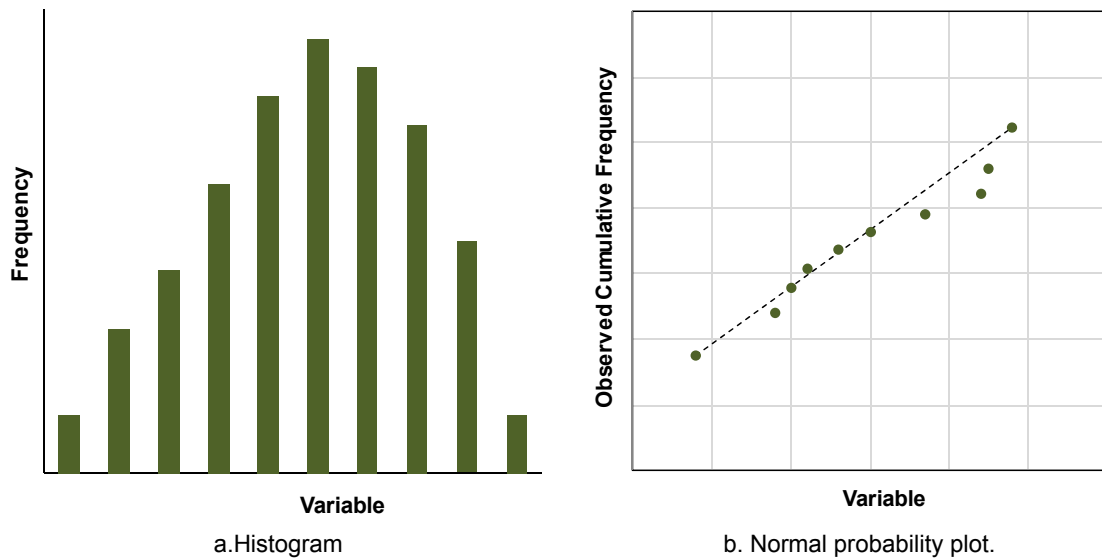 Frequency
Variable
a.Histogram
Observed Cumulative Frequency
Variable
b. Normal probability plot.